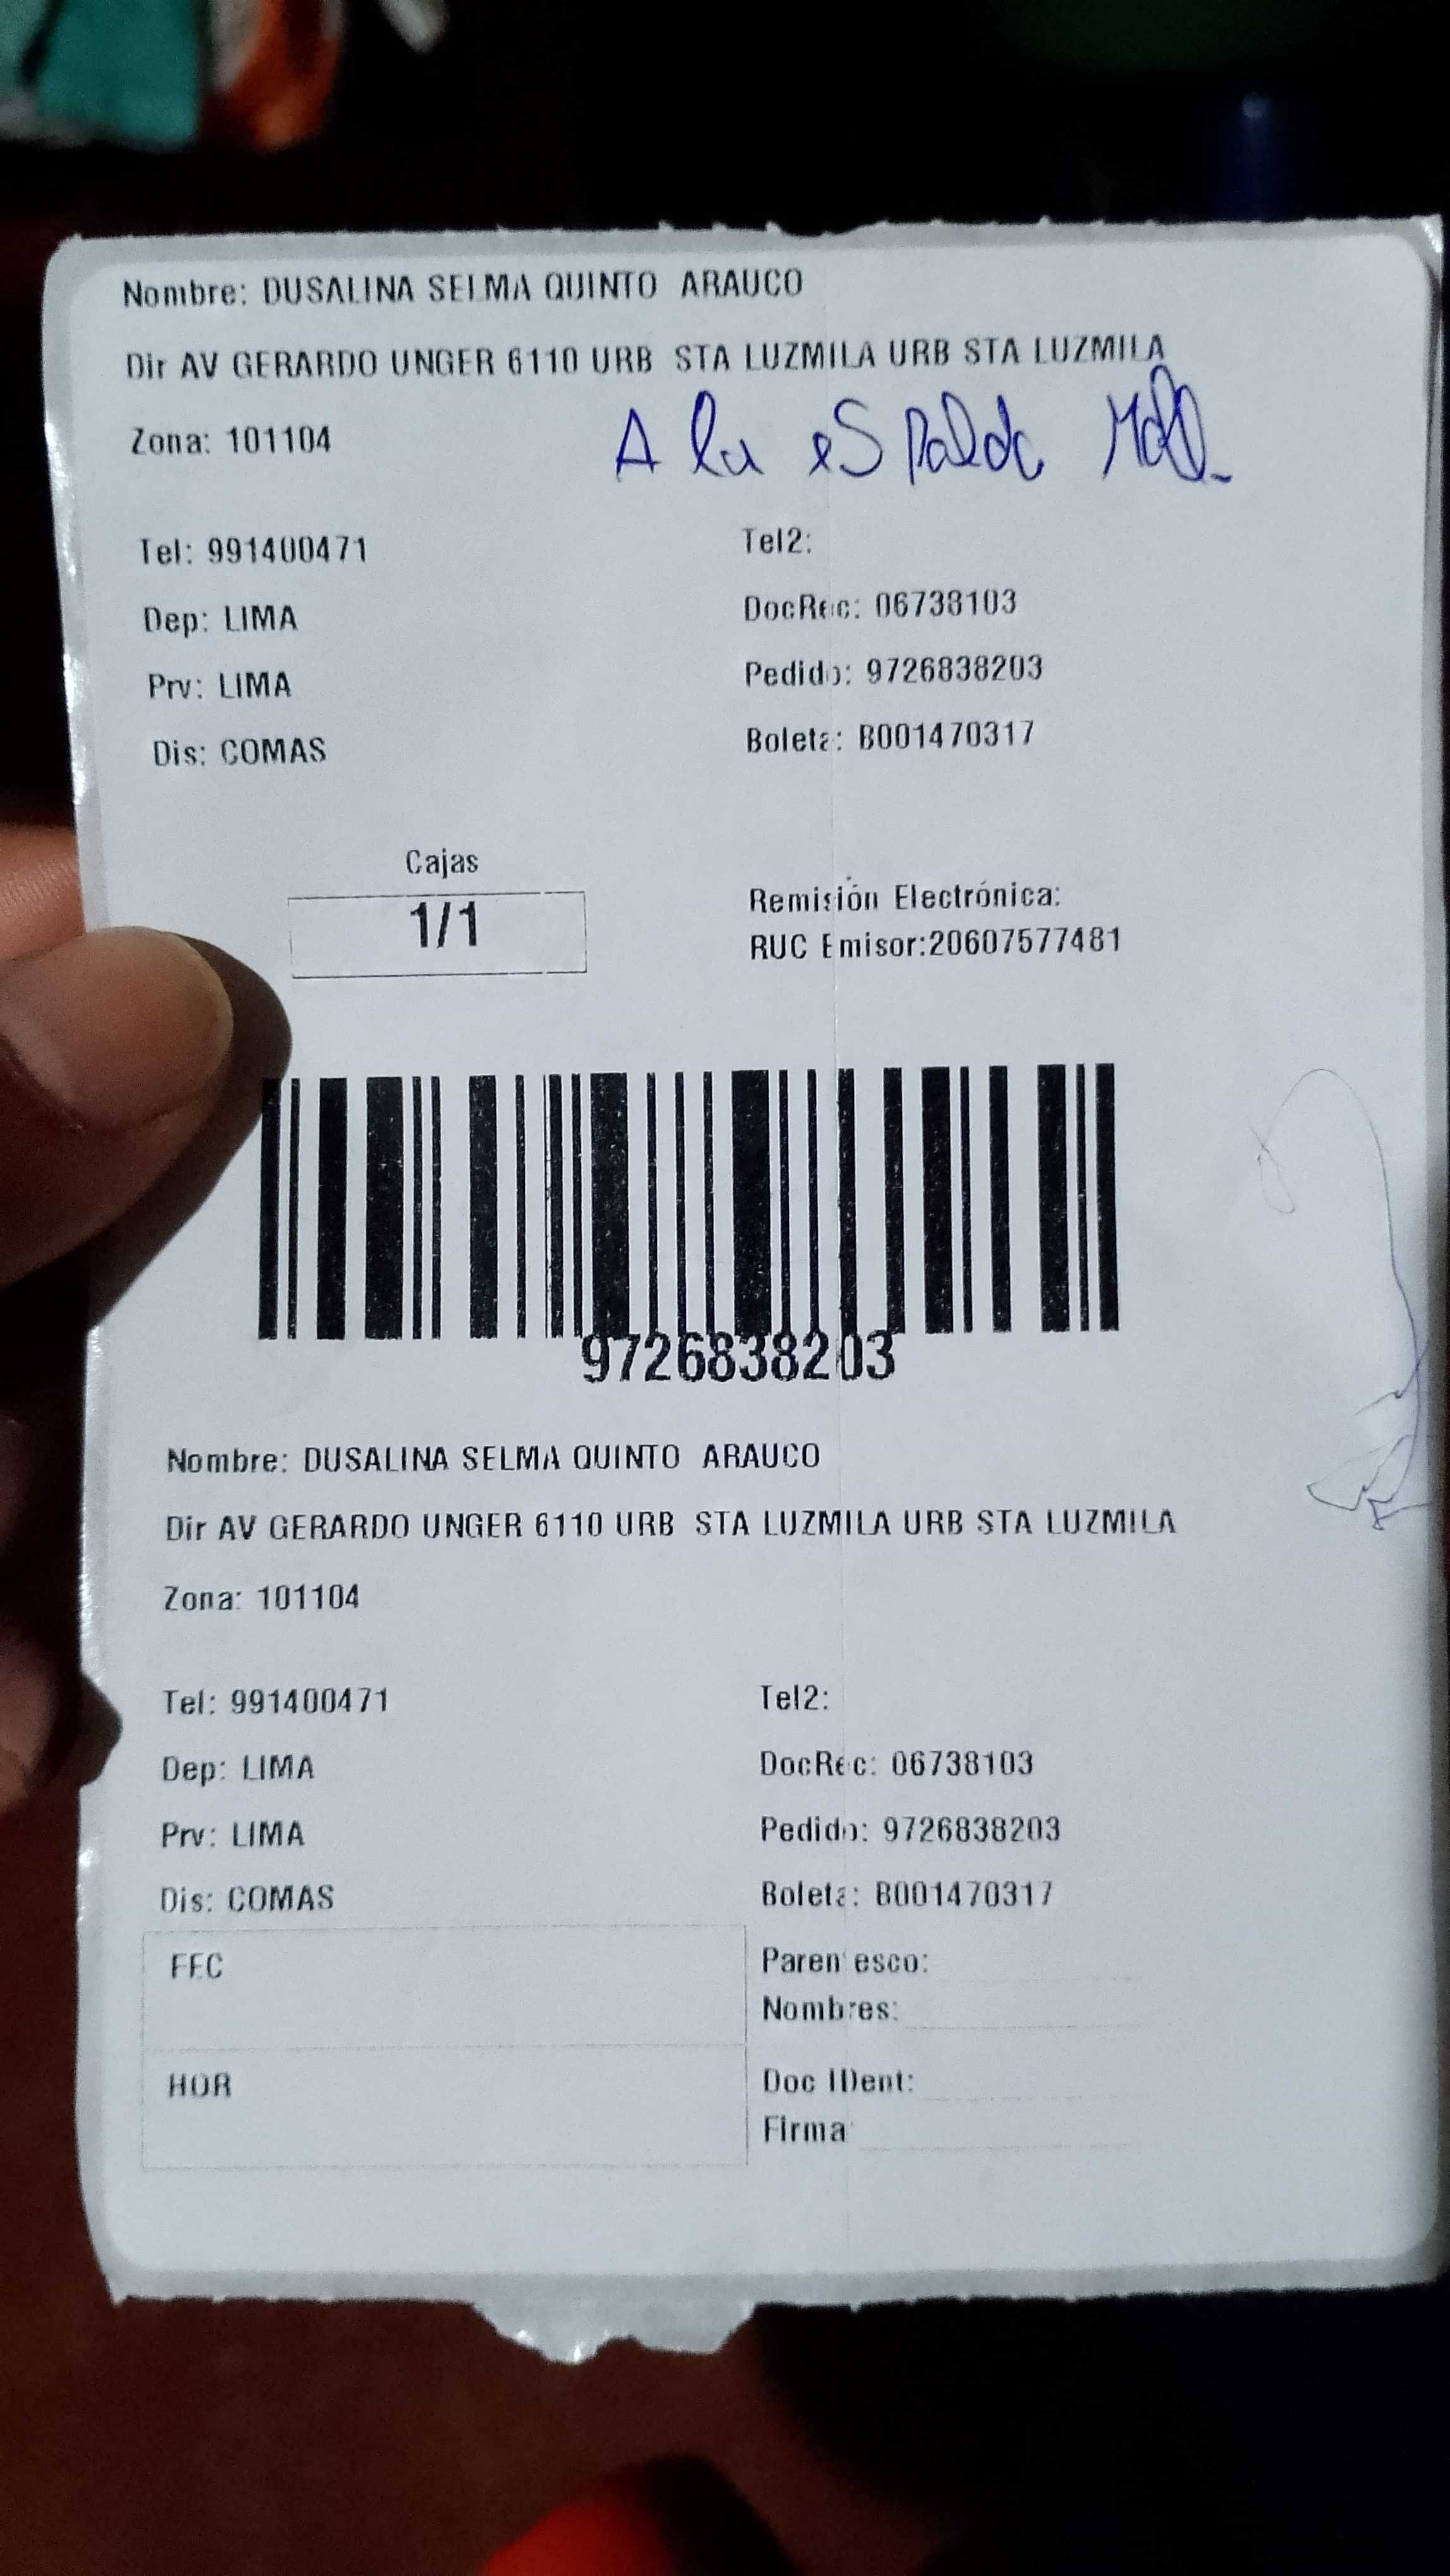 Nombre: DUSALINA SELMA QUINTO ARAUCO
Dir AV GERARDO UNGER 6110 URB STA LUZMILA URB STA LUZMILA
Zona: 101104
A la eSpalda
Tel: 991400471
Tel2:
Dep: LIMA
DocRec: 06738103
Prv: LIMA
Pedido: 9726838203
Dis: COMAS
Boleta: B001470317
Cajas
1/1
Remisión Electrónica:
RUC Emisor:20607577481
9726838203
Nombre: DUSALINA SELMA QUINTO ARAUCO
Dir AV GERARDO UNGER 6110 URB STA LUZMILA URB STA LUZMILA
Zona: 101104
Tel: 991400471
Tel2:
Dep: LIMA
DocRec: 06738103
Prv: LIMA
Pedido: 9726838203
Dis: COMAS
Boleta: B001470317
FEC
Parentesco:
Nombres:
HOR
Doc IDent:
Firma